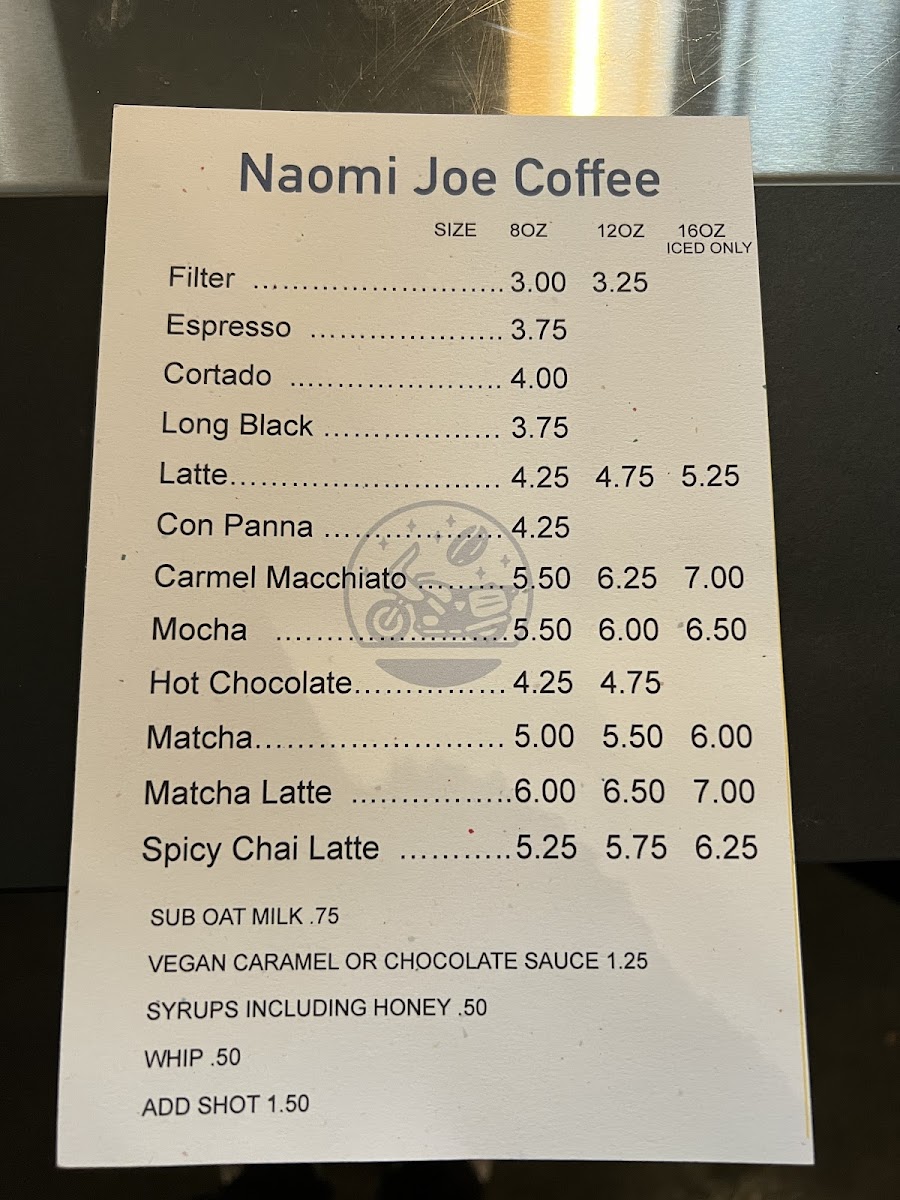 Naomi Joe Coffee
SIZE 8OZ 12OZ 16OZ
ICED ONLY
Filter ........................... 3.00 3.25
Espresso .................... 3.75
Cortado ...................... 4.00
Long Black ................... 3.75
Latte............................. 4.25 4.75 5.25
Con Panna ................... 4.25
Carmel Macchiato ......... 5.50 6.25 7.00
Mocha ......................... 5.50 6.00 6.50
Hot Chocolate................ 4.25 4.75
Matcha.......................... 5.00 5.50 6.00
Matcha Latte .................6.00 6.50 7.00
Spicy Chai Latte ...........5.25 5.75 6.25
SUB OAT MILK .75
VEGAN CARAMEL OR CHOCOLATE SAUCE 1.25
SYRUPS INCLUDING HONEY .50
WHIP .50
ADD SHOT 1.50